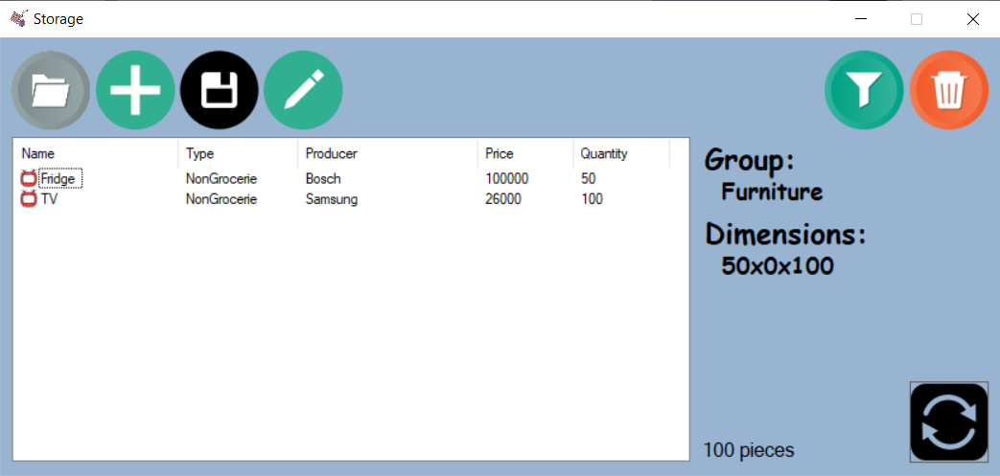 Storage
Name Type Producer Price Quantity
Fridge NonGrocerie Bosch 100000 50
TV NonGrocerie Samsung 26000 100
Group:
Furniture
Dimensions:
50x0x100
100 pieces